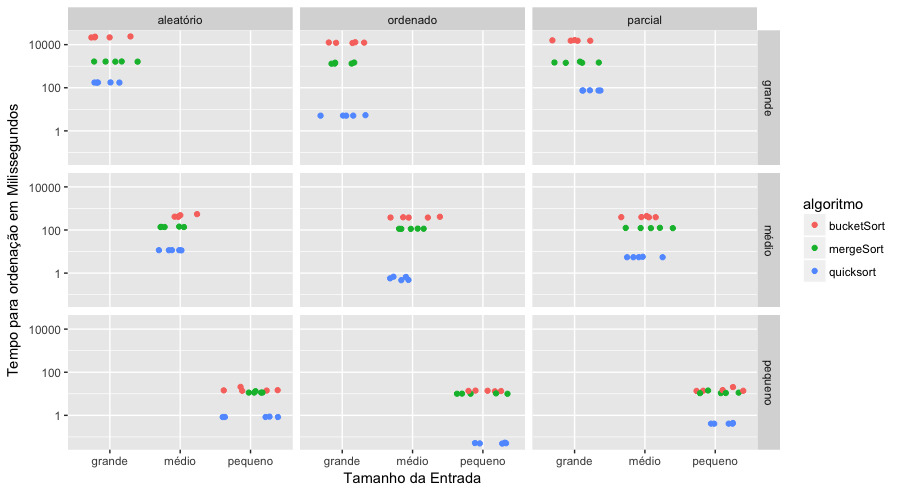 aleatório ordenado parcial
10000
100
1
grande
10000
100
1
médio
10000
100
1
pequeno
grande médio pequeno grande médio pequeno grande médio pequeno
Tamanho da Entrada
Tempo para ordenação em Milissegundos
algoritmo
bucketSort
mergeSort
quicksort